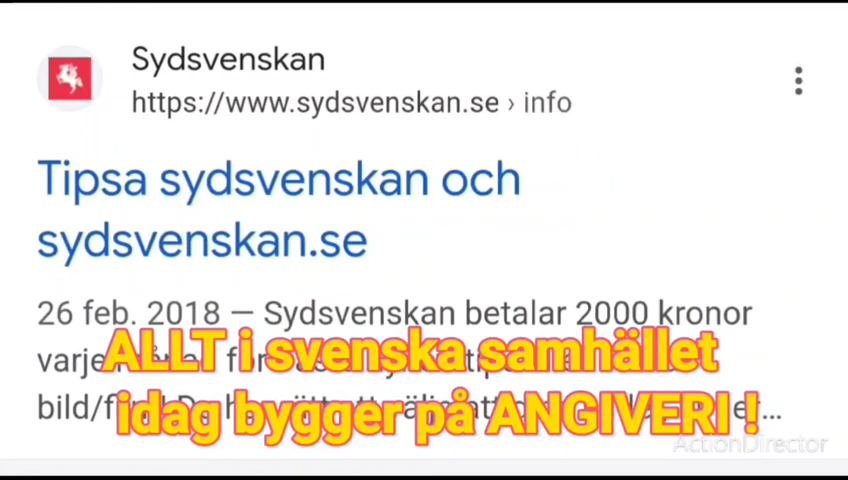 Sydsvenskan
https://www.sydsvenskan.se › info
Tipsa sydsvenskan och
sydsvenskan.se
26 feb. 2018 — Sydsvenskan betalar 2000 kronor
ALLT i svenska samhället
idag bygger på ANGIVERI !
ActionDirector